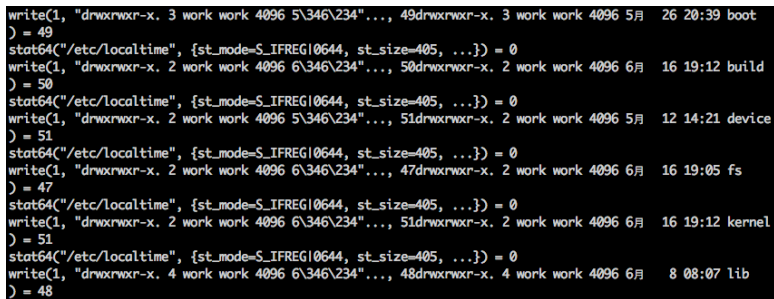 write(1, "drwxrwxr-x. 3 work work 4096 5\346\234"..., 49drwxrwxr-x. 3 work work 4096 5月   26 20:39 boot
) = 49
stat64("/etc/localtime", {st_mode=S_IFREG|0644, st_size=405, ...}) = 0
write(1, "drwxrwxr-x. 2 work work 4096 6\346\234"..., 50drwxrwxr-x. 2 work work 4096 6月   16 19:12 build
) = 50
stat64("/etc/localtime", {st_mode=S_IFREG|0644, st_size=405, ...}) = 0
write(1, "drwxrwxr-x. 2 work work 4096 5\346\234"..., 51drwxrwxr-x. 2 work work 4096 5月   12 14:21 device
) = 51
stat64("/etc/localtime", {st_mode=S_IFREG|0644, st_size=405, ...}) = 0
write(1, "drwxrwxr-x. 2 work work 4096 6\346\234"..., 47drwxrwxr-x. 2 work work 4096 6月   16 19:05 fs
) = 47
stat64("/etc/localtime", {st_mode=S_IFREG|0644, st_size=405, ...}) = 0
write(1, "drwxrwxr-x. 2 work work 4096 6\346\234"..., 51drwxrwxr-x. 2 work work 4096 6月   16 19:12 kernel
) = 51
stat64("/etc/localtime", {st_mode=S_IFREG|0644, st_size=405, ...}) = 0
write(1, "drwxrwxr-x. 4 work work 4096 6\346\234"..., 48drwxrwxr-x. 4 work work 4096 6月    8 08:07 lib
) = 48